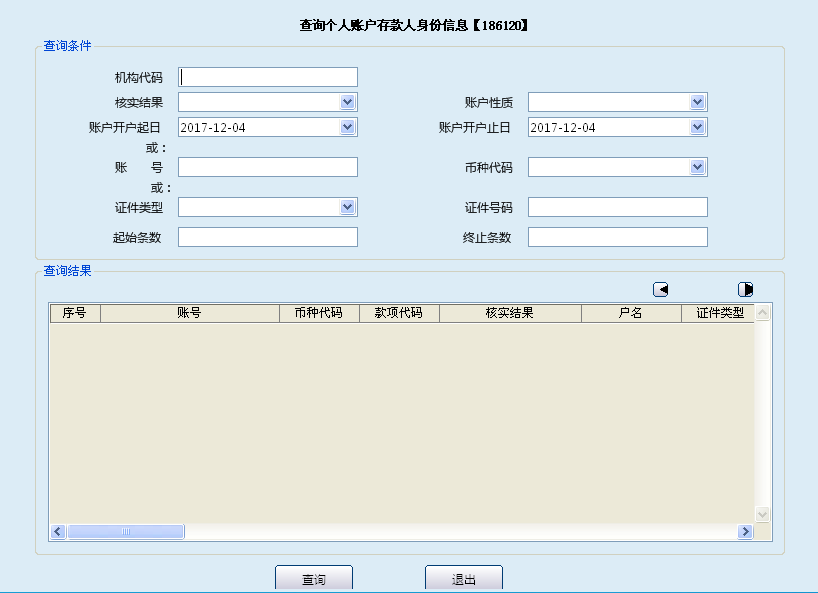 查询个人账户存款人身份信息【186120】
查询条件
机构代码
核实结果 账户性质
账户开户起日 2017-12-04 账户开户止日 2017-12-04
或：
账 号 币种代码
或：
证件类型 证件号码
起始条数 终止条数
查询结果
序号 账号 币种代码 款项代码 核实结果 户名 证件类型
查询 退出